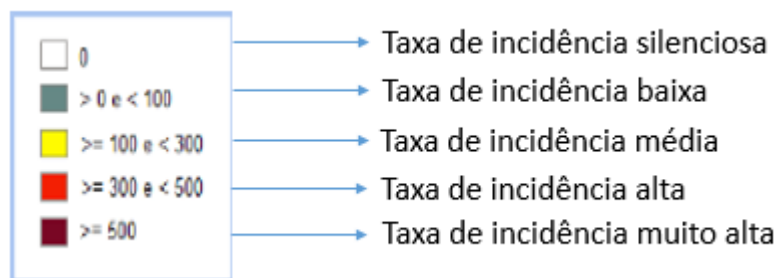 0 Taxa de incidência silenciosa
> 0 e < 100 Taxa de incidência baixa
>= 100 e < 300 Taxa de incidência média
>= 300 e < 500 Taxa de incidência alta
>= 500 Taxa de incidência muito alta